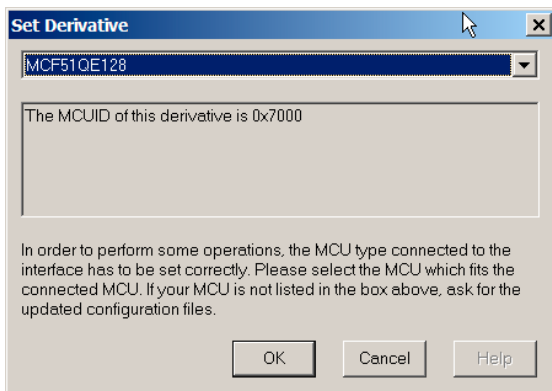 Set Derivative
MCF51QE128
The MCUID of this derivative is 0x7000
In order to perform some operations, the MCU type connected to the
interface has to be set correctly. Please select the MCU which fits the
connected MCU. If your MCU is not listed in the box above, ask for the
updated configuration files.
OK Cancel Help